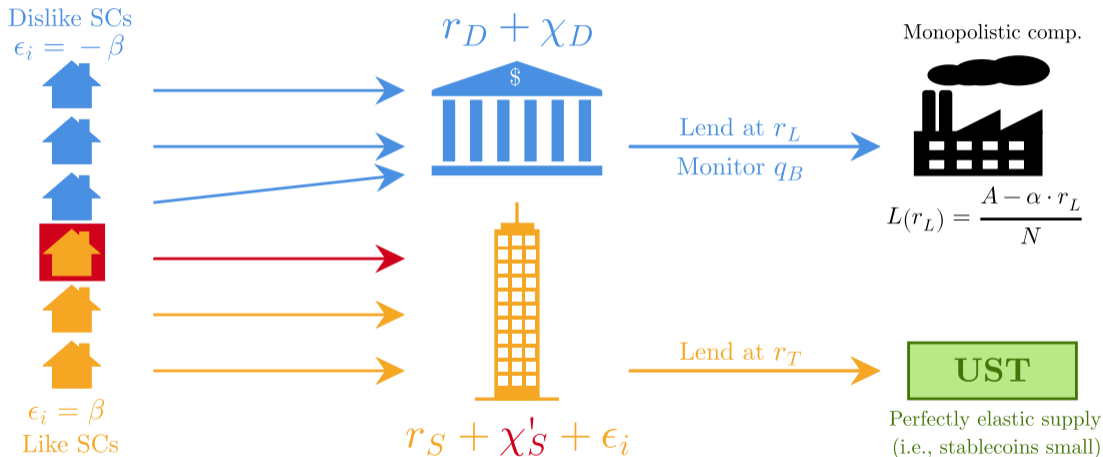 Dislike SCs
ϵ_i = −β
r_D + χ_D
$
Monopolistic comp.
Lend at r_L
Monitor q_B
L(r_L) = \frac{A − α · r_L}{N}
Lend at r_T
UST
Perfectly elastic supply
(i.e., stablecoins small)
ϵ_i = β
Like SCs
r_S + χ'_S + ϵ_i